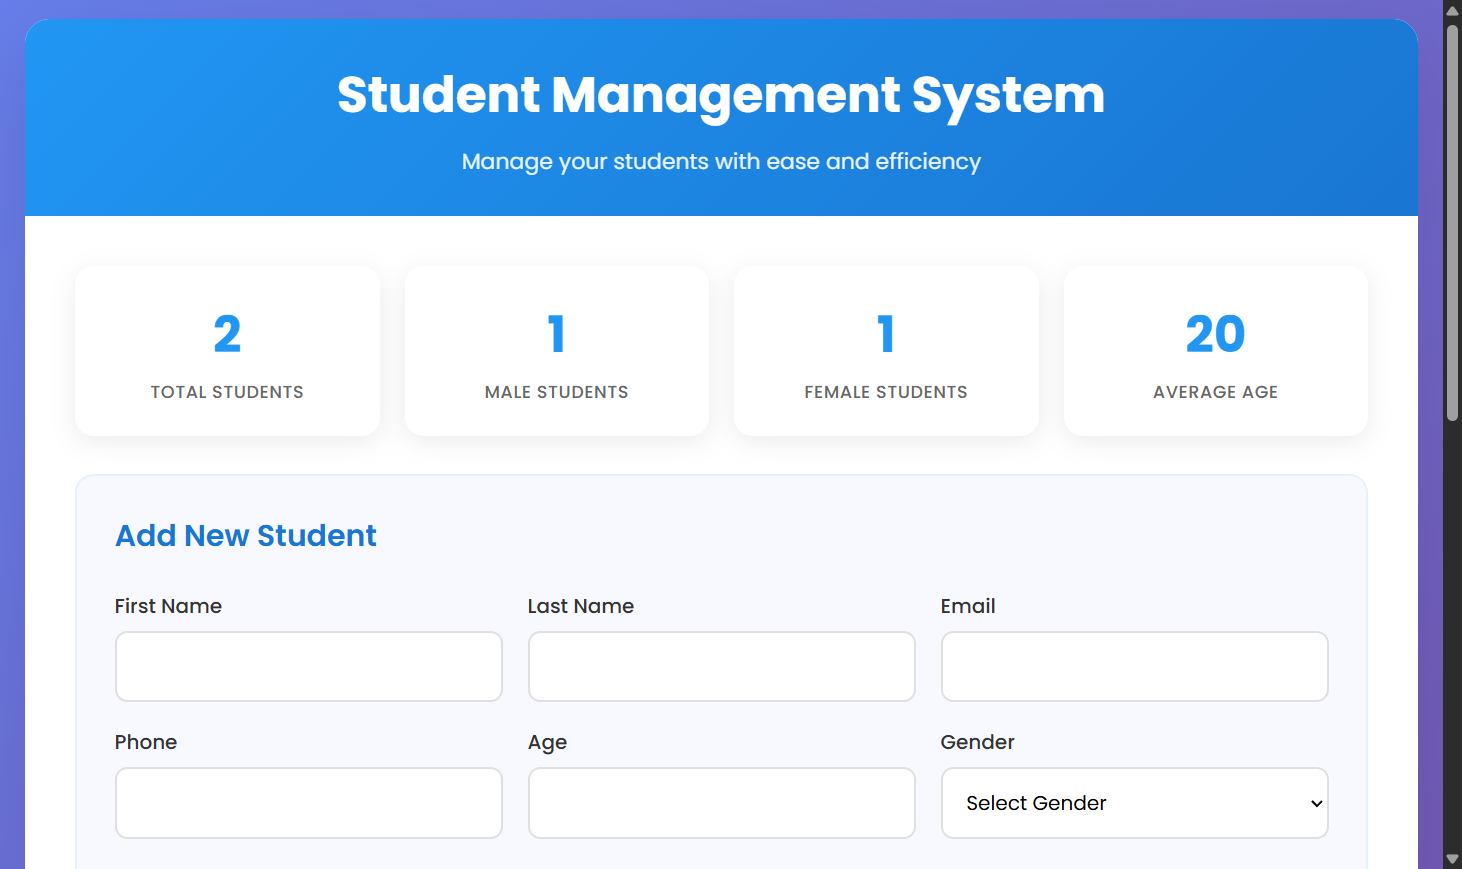 Student Management System
Manage your students with ease and efficiency
2
TOTAL STUDENTS
1
MALE STUDENTS
1
FEMALE STUDENTS
20
AVERAGE AGE
Add New Student
First Name
Last Name
Email
Phone
Age
Gender
Select Gender